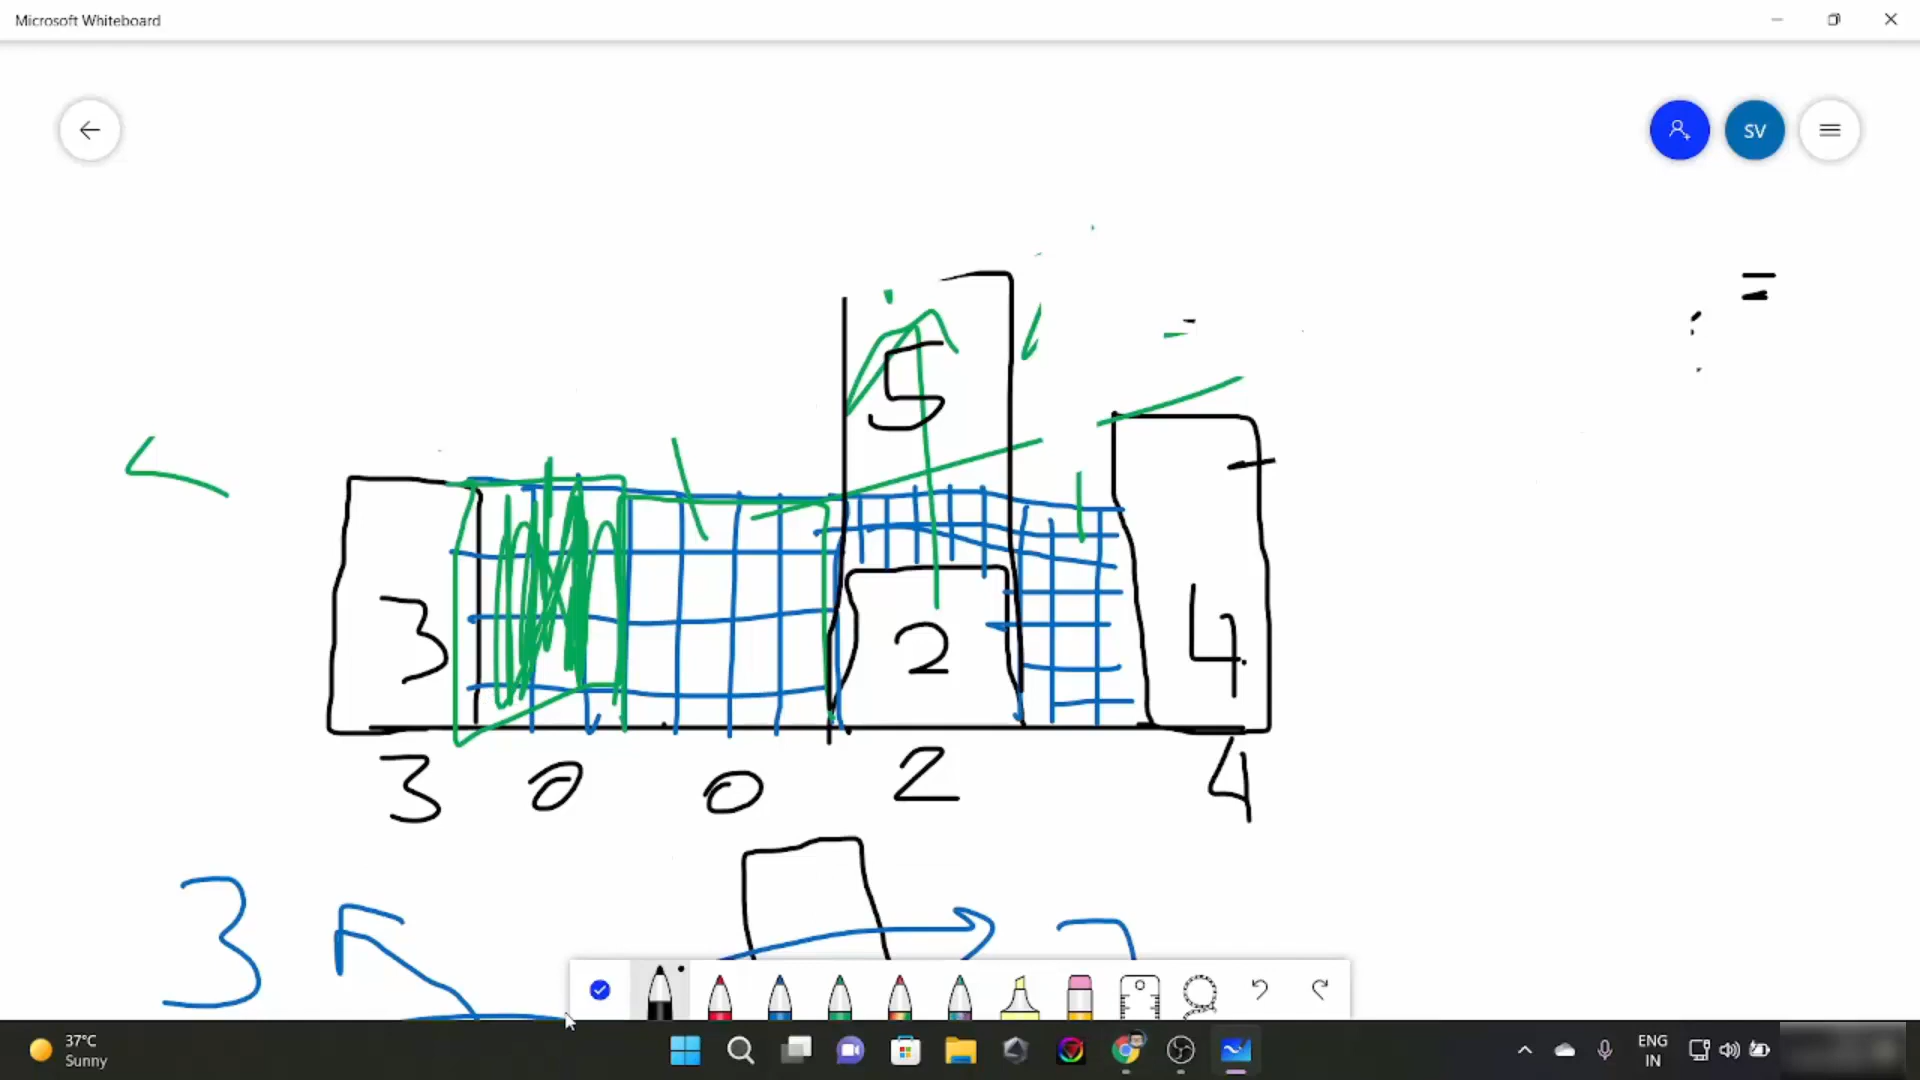 Microsoft Whiteboard
SV
=
5
3 2 4
3 0 0 2 4
3
37°C
Sunny
ENG
IN